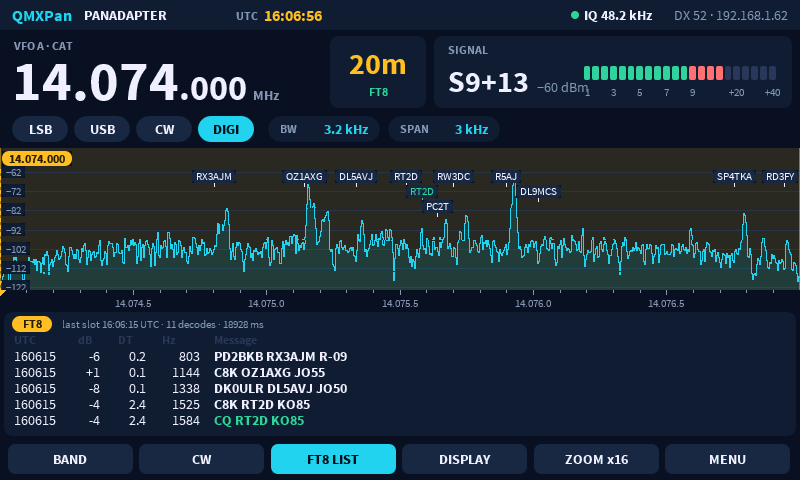 QMXPan PANADAPTER UTC 16:06:56 IQ 48.2 kHz DX 52 · 192.168.1.62
VFO A · CAT
14.074.000 MHz
20m
FT8
SIGNAL
S9+13 −60 dBm
1 3 5 7 9 +20 +40
LSB USB CW DIGI BW 3.2 kHz SPAN 3 kHz
14.074.000
−62
RX3AJM OZ1AXG DL5AVJ RT2D RW3DC R5AJ SP4TKA RD3FY
−72
RT2D DL9MCS
PC2T
−82
−92
−102
−112
−122
14.074.5 14.075.0 14.075.5 14.076.0 14.076.5
FT8 last slot 16:06:15 UTC · 11 decodes · 18928 ms
UTC dB DT Hz Message
160615 -6 0.2 803 PD2BKB RX3AJM R-09
160615 +1 0.1 1144 C8K OZ1AXG JO55
160615 -8 0.1 1338 DK0ULR DL5AVJ JO50
160615 -4 2.4 1525 C8K RT2D KO85
160615 -4 2.4 1584 CQ RT2D KO85
BAND CW FT8 LIST DISPLAY ZOOM x16 MENU